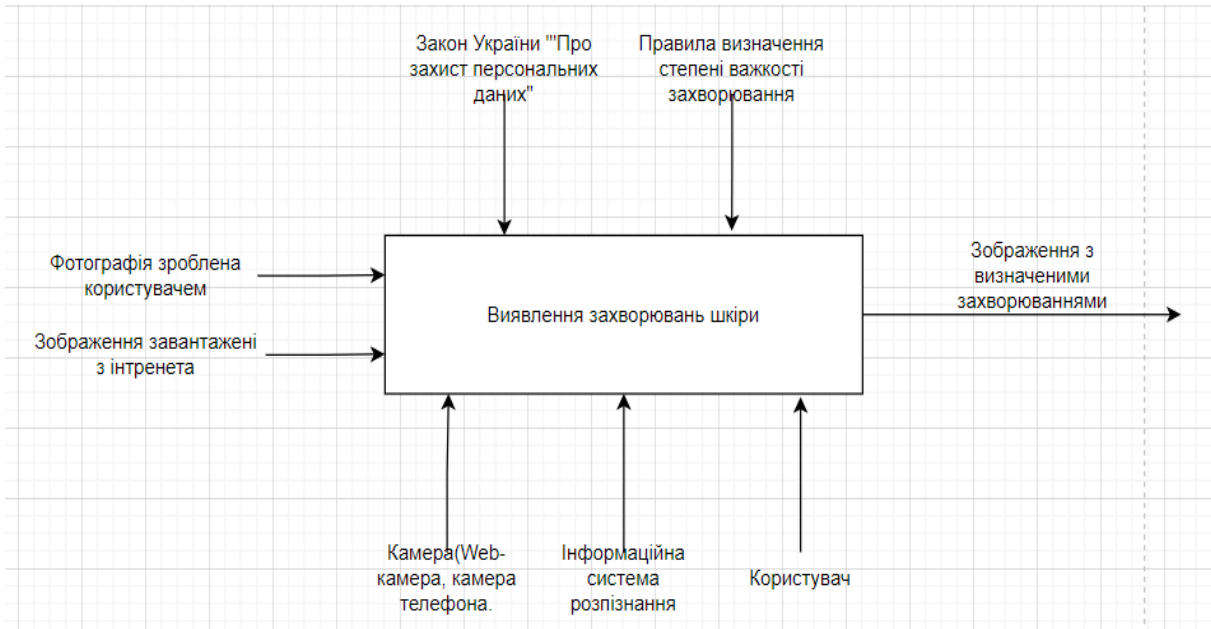 Закон України '"Про
захист персональних
даних"
Правила визначення
степені важкості
захворювання
Фотографія зроблена
користувачем
Зображення завантажені
з інтренета
Виявлення захворювань шкіри
Зображення з
визначеними
захворюваннями
Камера(Web-
камера, камера
телефона.
Інформаційна
система
розпізнання
Користувач